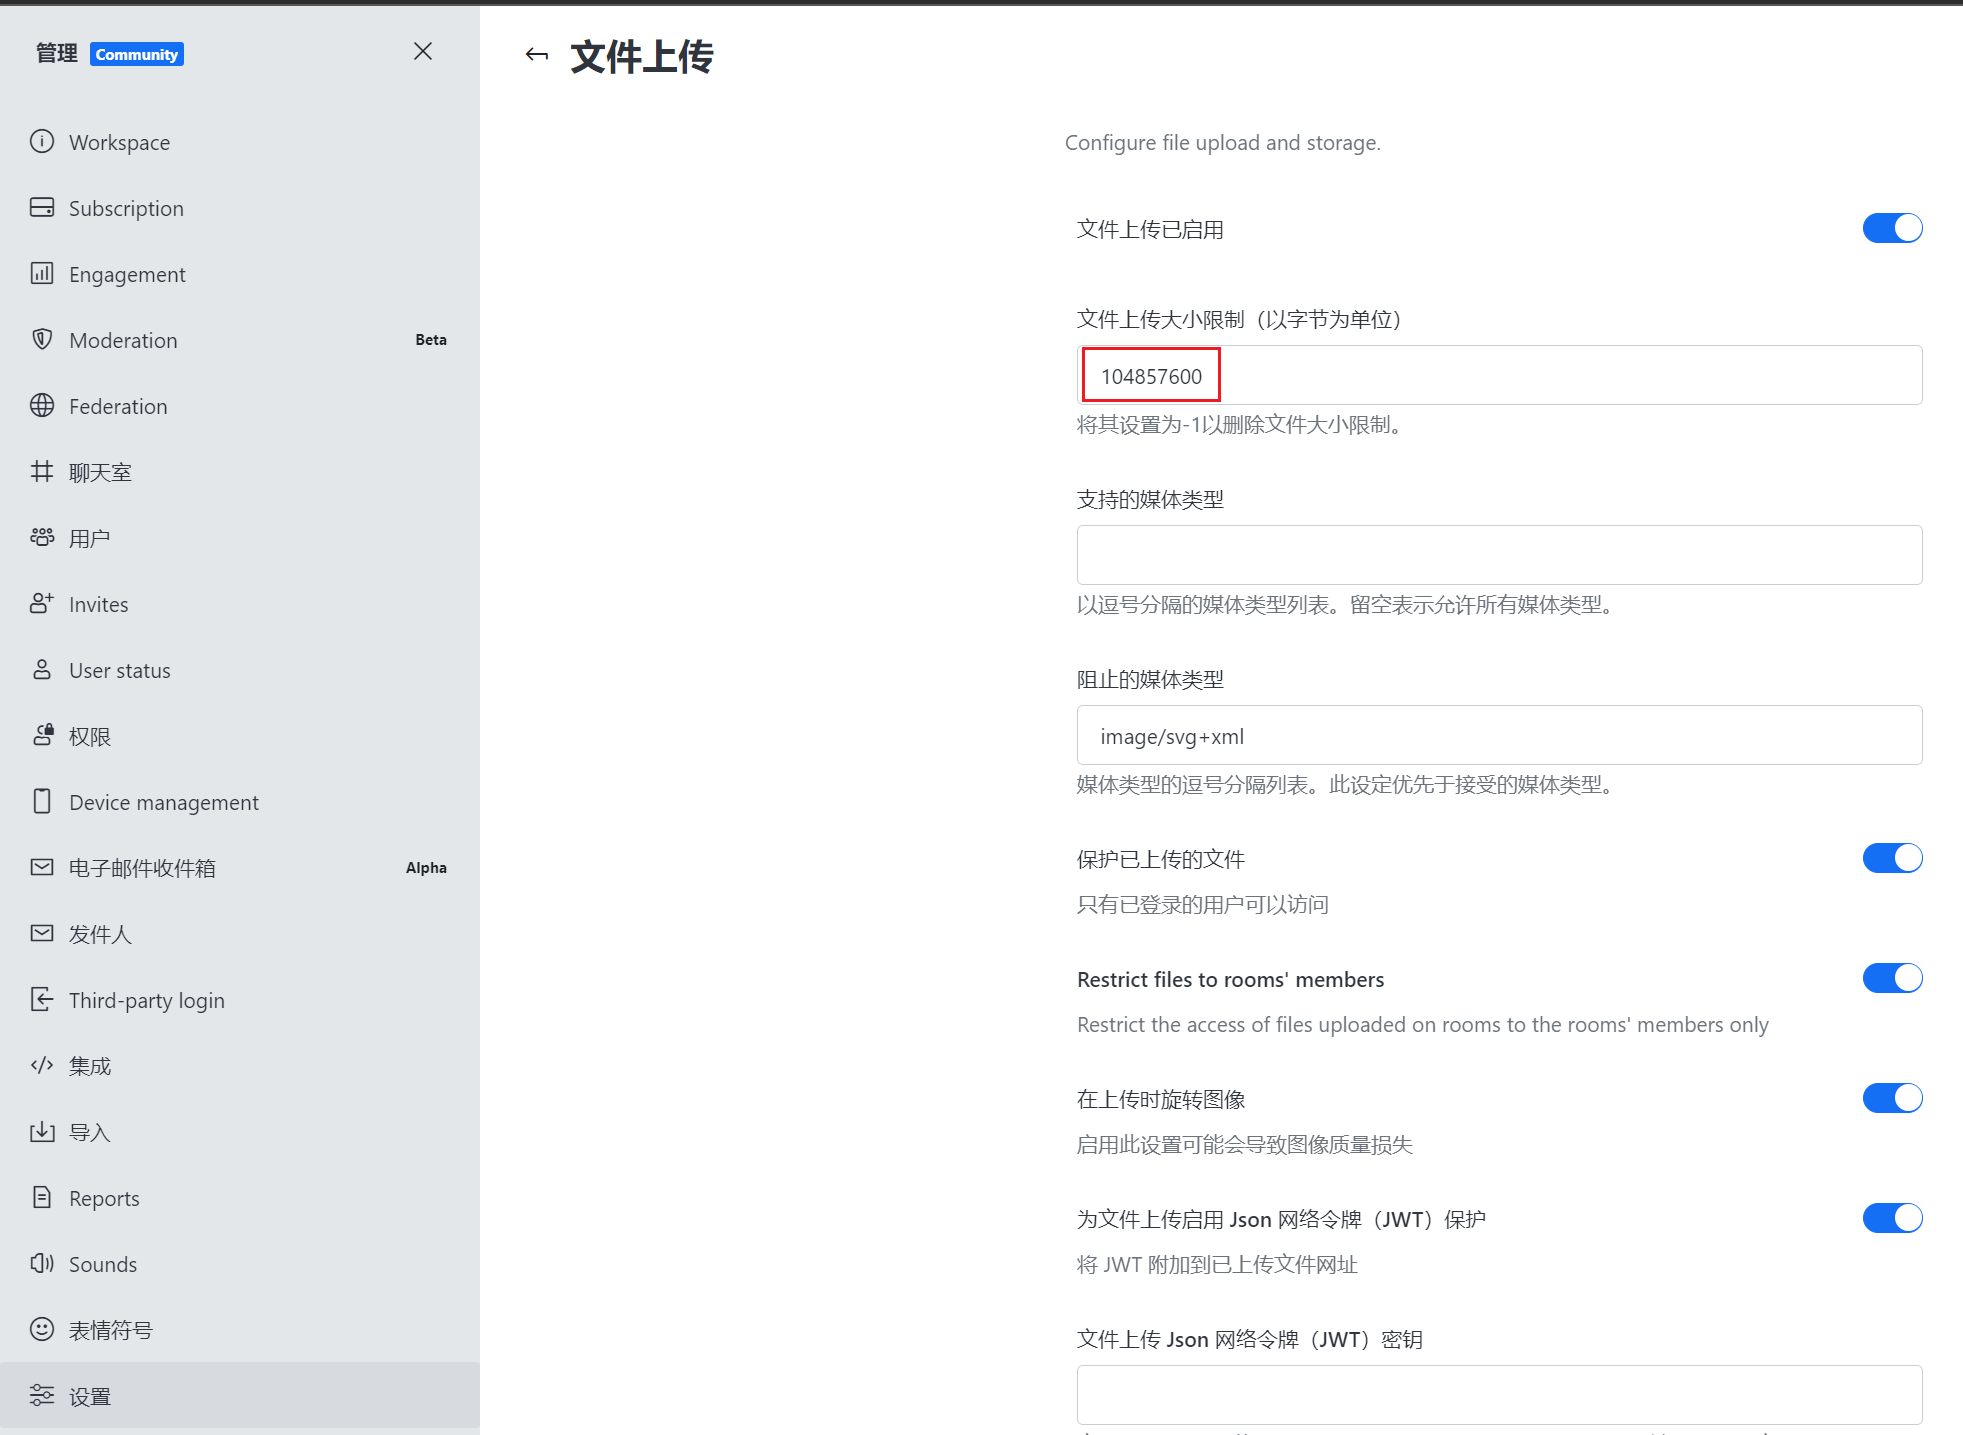 管理 Community
Workspace
Subscription
Engagement
Moderation Beta
Federation
聊天室
用户
Invites
User status
权限
Device management
电子邮件收件箱 Alpha
发件人
Third-party login
集成
导入
Reports
Sounds
表情符号
设置
文件上传
Configure file upload and storage.
文件上传已启用
文件上传大小限制（以字节为单位）
104857600
将其设置为-1以删除文件大小限制。
支持的媒体类型
以逗号分隔的媒体类型列表。留空表示允许所有媒体类型。
阻止的媒体类型
image/svg+xml
媒体类型的逗号分隔列表。此设定优先于接受的媒体类型。
保护已上传的文件
只有已登录的用户可以访问
Restrict files to rooms' members
Restrict the access of files uploaded on rooms to the rooms' members only
在上传时旋转图像
启用此设置可能会导致图像质量损失
为文件上传启用 Json 网络令牌（JWT）保护
将 JWT 附加到已上传文件网址
文件上传 Json 网络令牌（JWT）密钥